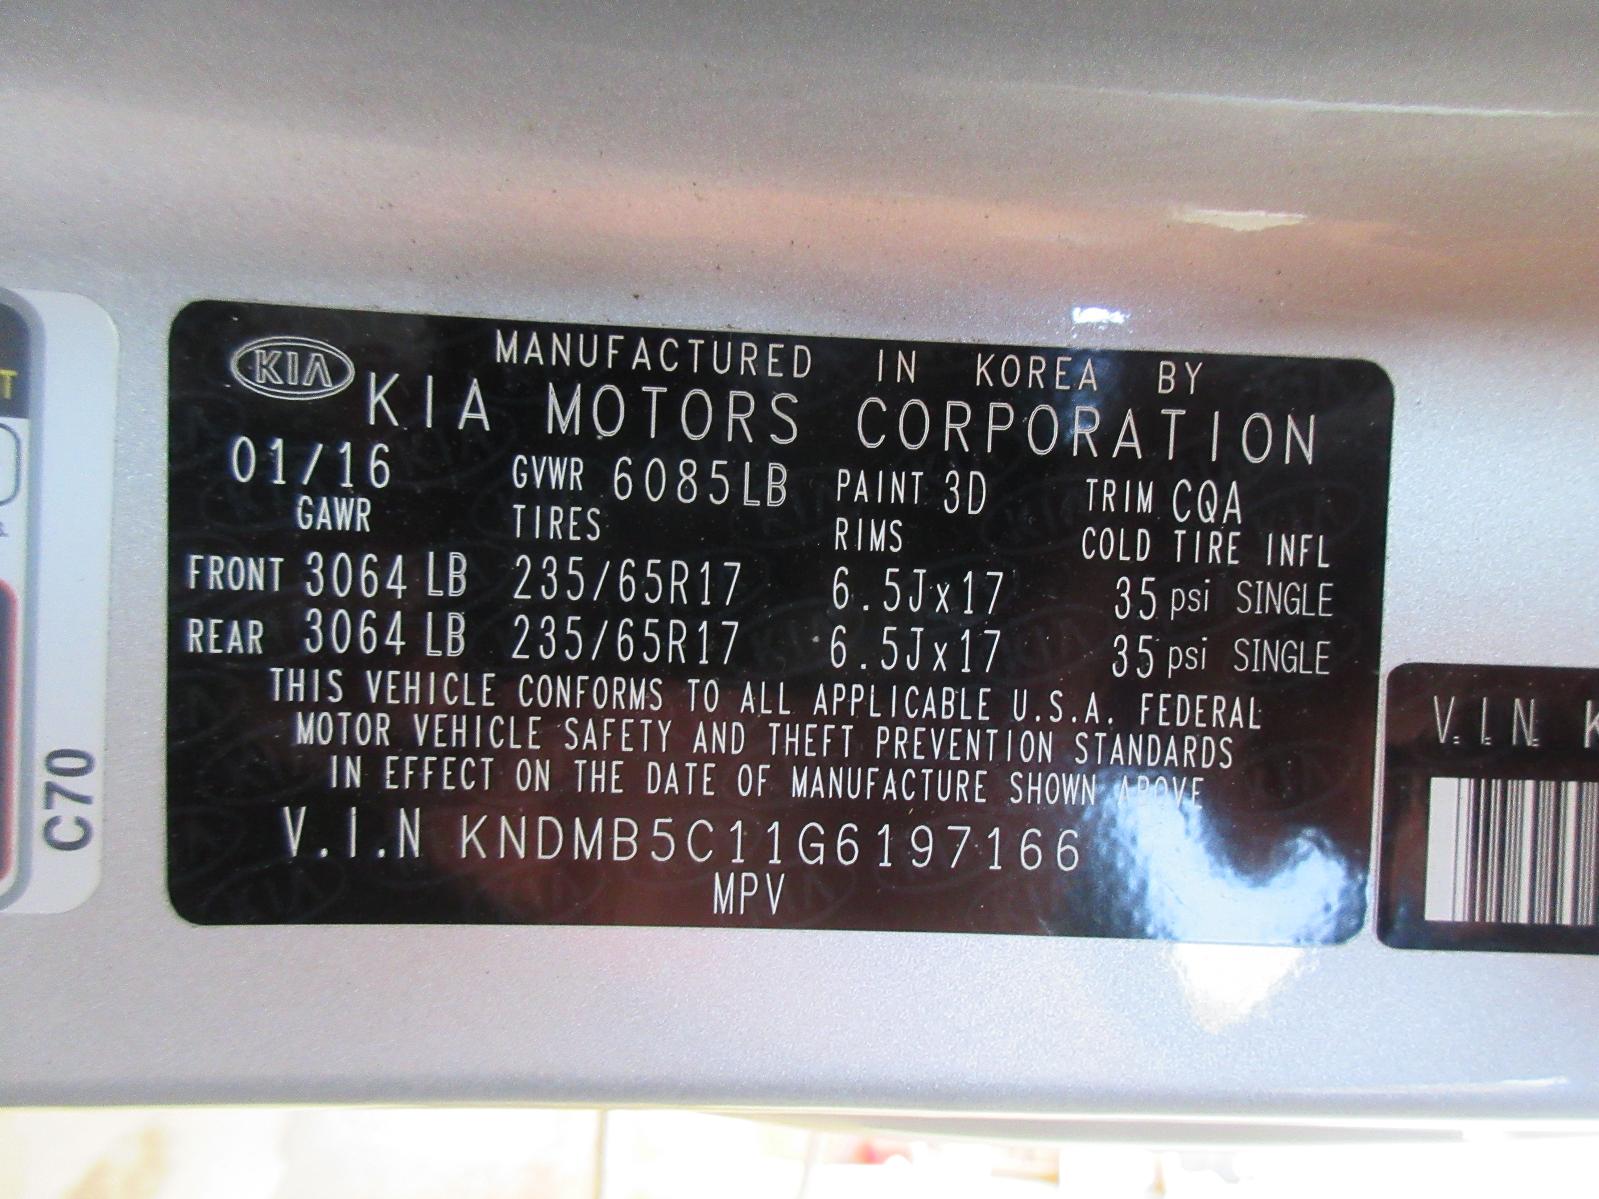 KIA
MANUFACTURED IN KOREA BY
KIA MOTORS CORPORATION
01/16 GVWR 6085LB PAINT 3D TRIM CQA
GAWR TIRES RIMS COLD TIRE INFL
FRONT 3064 LB 235/65R17 6.5Jx17 35 psi SINGLE
REAR 3064 LB 235/65R17 6.5Jx17 35 psi SINGLE
THIS VEHICLE CONFORMS TO ALL APPLICABLE U.S.A. FEDERAL
MOTOR VEHICLE SAFETY AND THEFT PREVENTION STANDARDS
IN EFFECT ON THE DATE OF MANUFACTURE SHOWN ABOVE
V.I.N KNDMB5C11G6197166
MPV
C70
V.I.N K
T